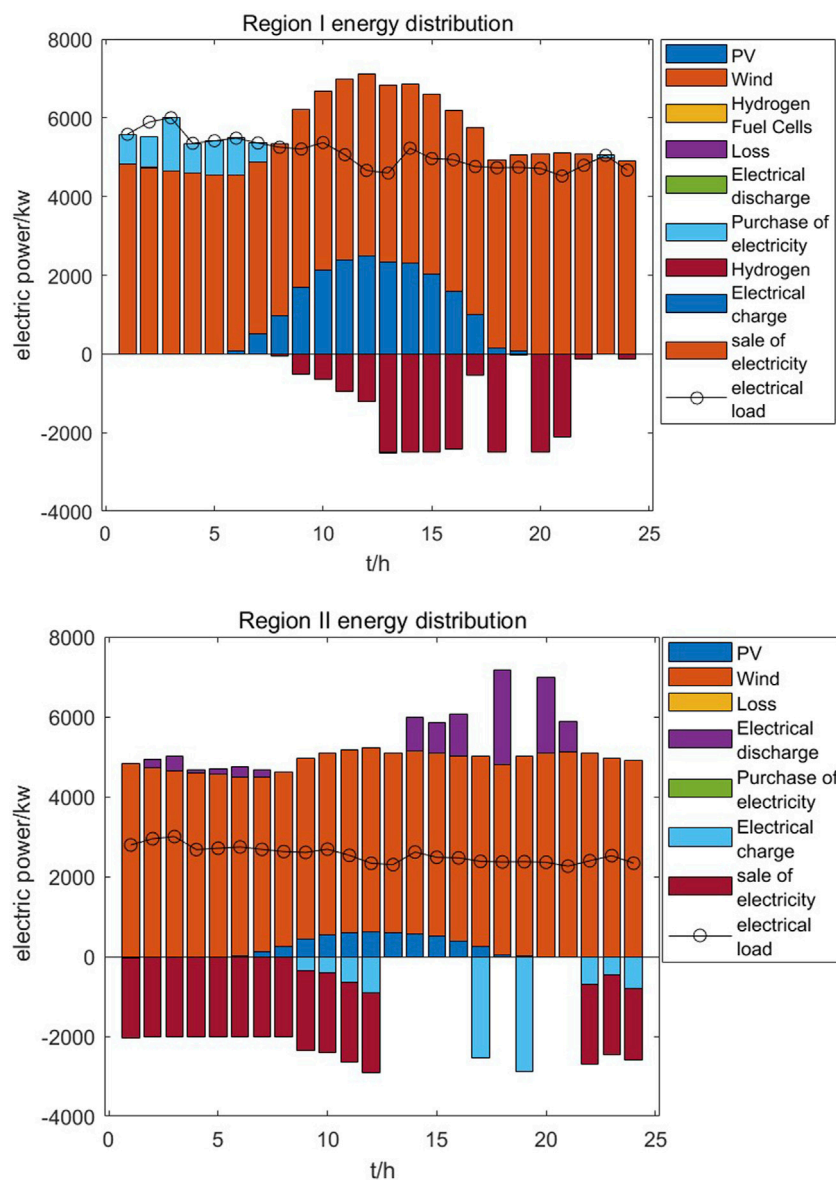 Region I energy distribution
8000
6000
4000
2000
0
-2000
-4000
electric power/kw
0
5
10
15
20
25
t/h
PV
Wind
Hydrogen
Fuel Cells
Loss
Electrical
discharge
Purchase of
electricity
Hydrogen
Electrical
charge
sale of
electricity
electrical
load
Region II energy distribution
8000
6000
4000
2000
0
-2000
-4000
electric power/kw
0
5
10
15
20
25
t/h
PV
Wind
Loss
Electrical
discharge
Purchase of
electricity
Electrical
charge
sale of
electricity
electrical
load